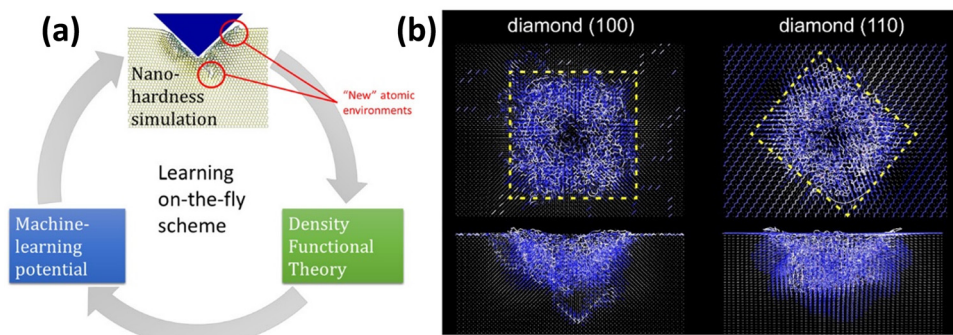 (a)
Nano-
hardness
simulation
"New" atomic
environments
Learning
on-the-fly
scheme
Machine-
learning
potential
Density
Functional
Theory
(b)
diamond (100)
diamond (110)